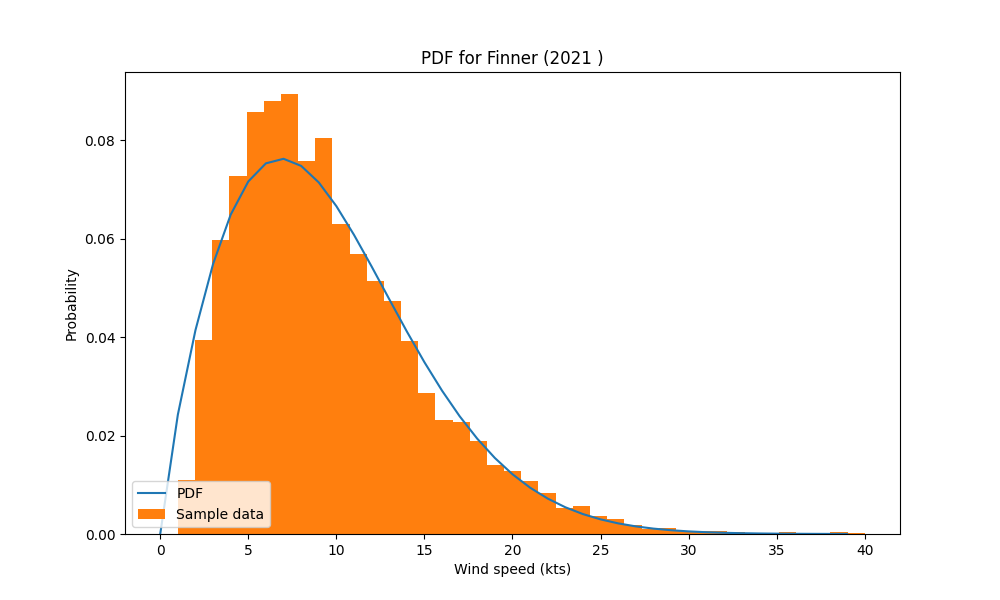 PDF for Finner (2021 )
Probability
0.08
0.06
0.04
0.02
0.00
PDF
Sample data
0 5 10 15 20 25 30 35 40
Wind speed (kts)